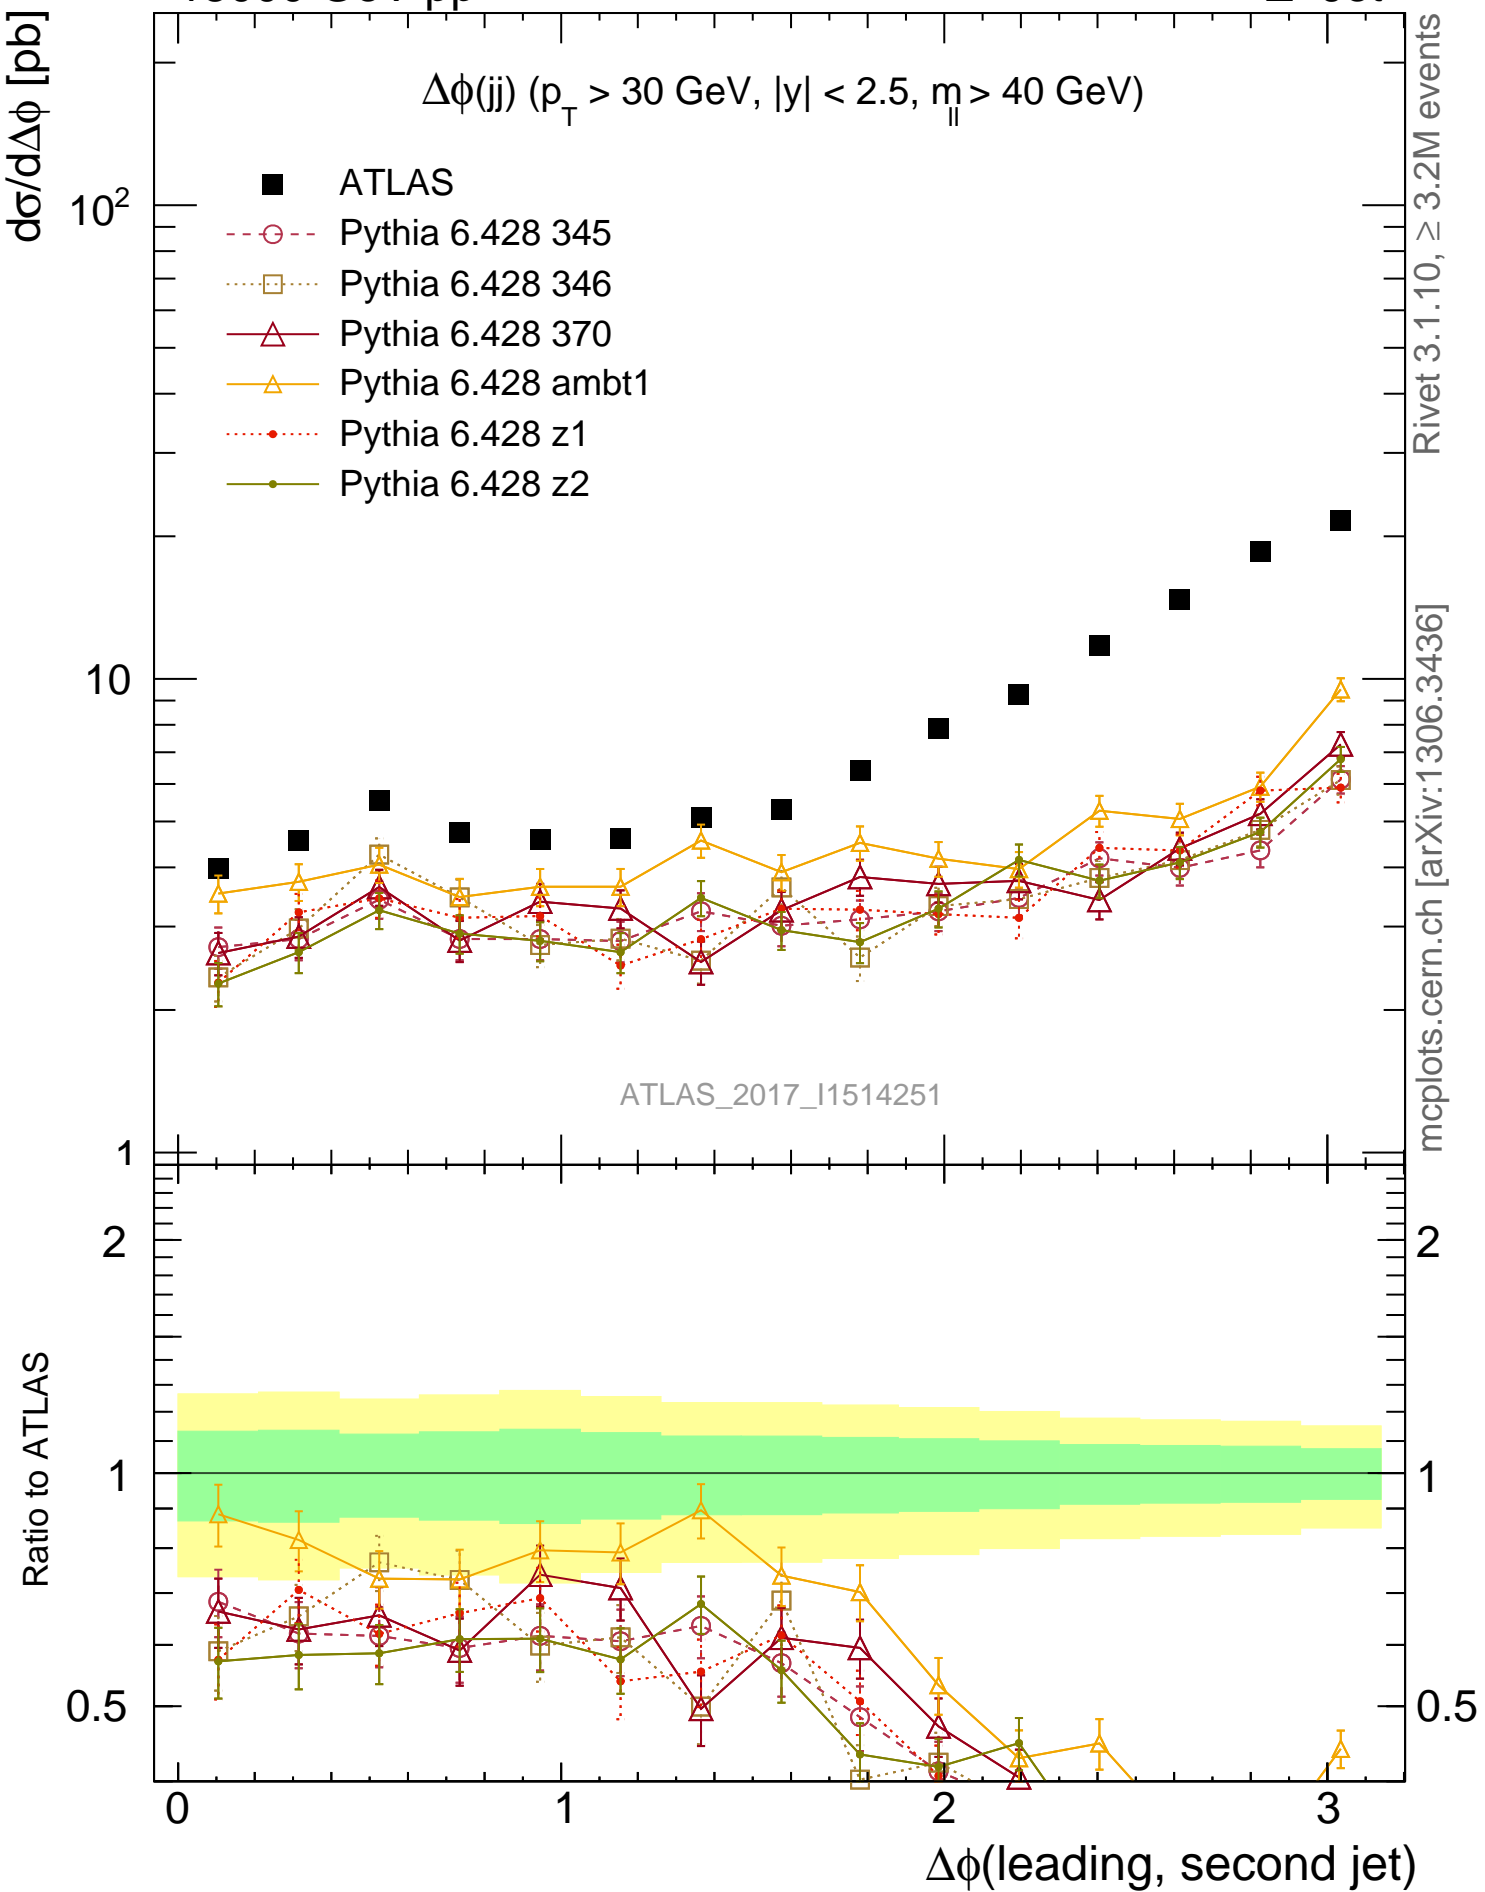 dσ/dΔϕ [pb]
Δϕ(jj) (p_T > 30 GeV, |y| < 2.5, m_ll > 40 GeV)
ATLAS
Pythia 6.428 345
Pythia 6.428 346
Pythia 6.428 370
Pythia 6.428 ambt1
Pythia 6.428 z1
Pythia 6.428 z2
10²
10
1
ATLAS_2017_I1514251
Rivet 3.1.10, ≥ 3.2M events
mcplots.cern.ch [arXiv:1306.3436]
Ratio to ATLAS
2
1
0.5
2
1
0.5
0 1 2 3
Δϕ(leading, second jet)